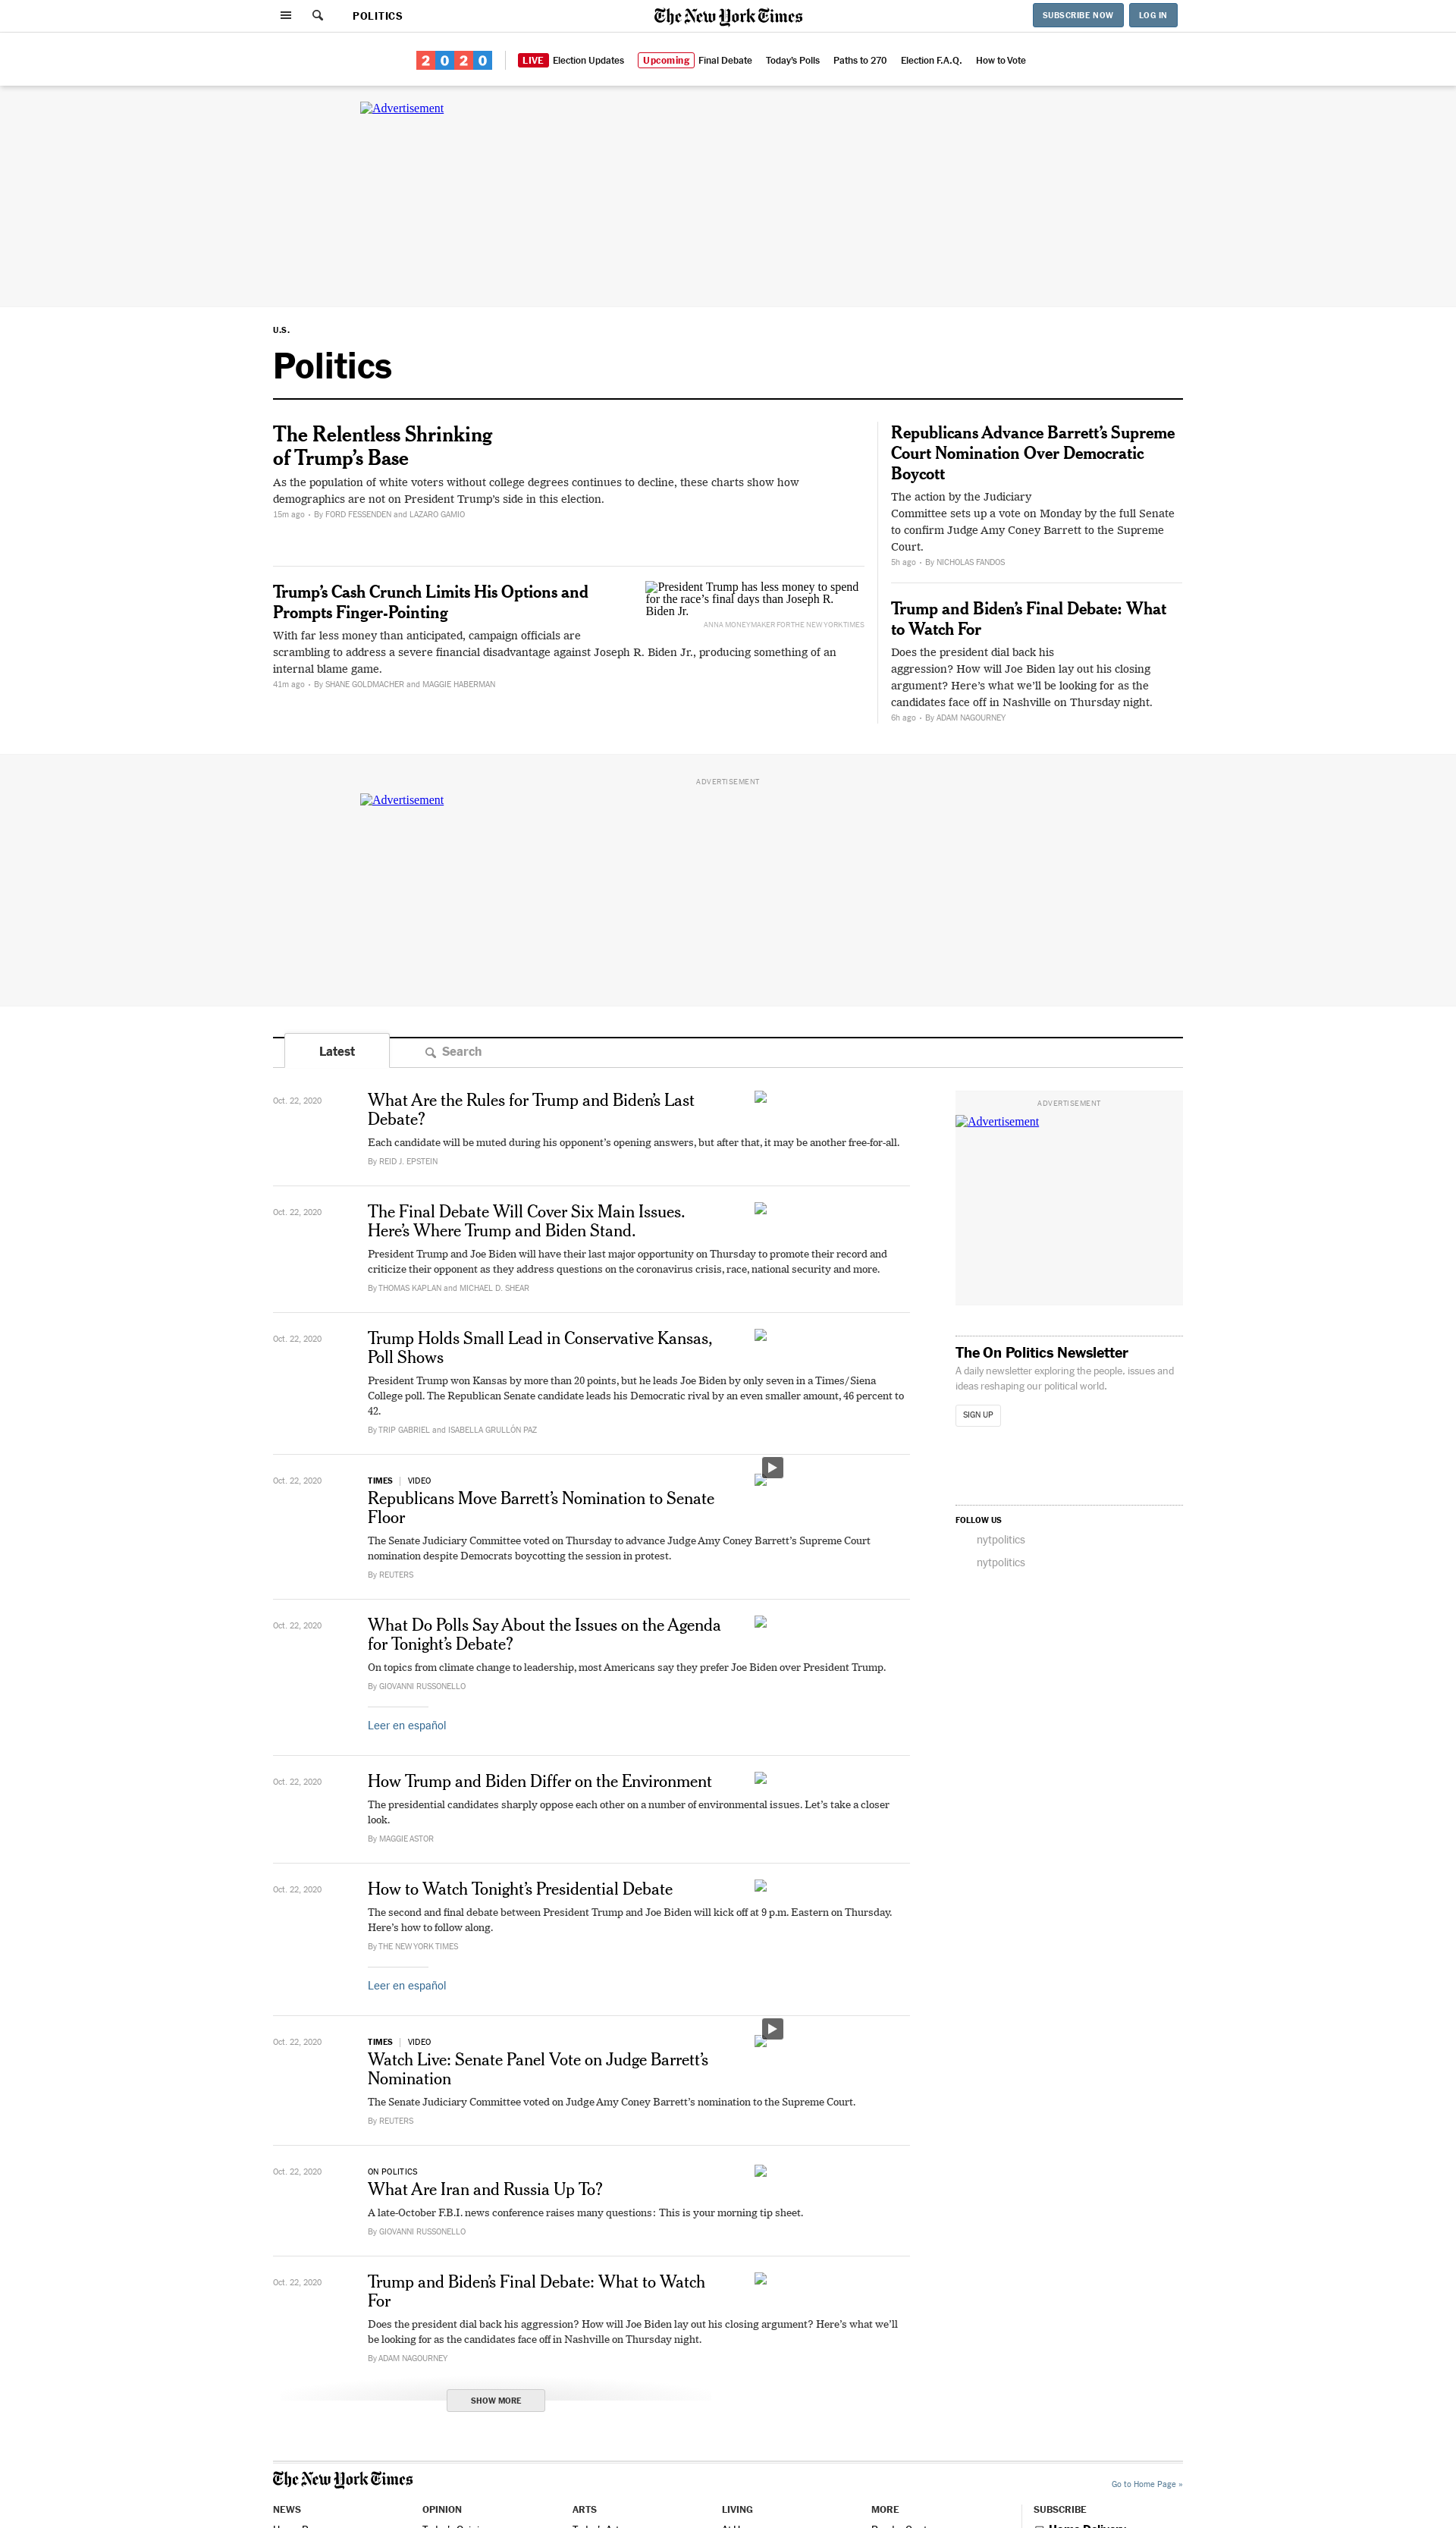 POLITICS
The New York Times
SUBSCRIBE NOW
LOG IN
2020
LIVE Election Updates
Upcoming Final Debate
Today's Polls
Paths to 270
Election F.A.Q.
How to Vote
Advertisement
U.S.
Politics
The Relentless Shrinking
of Trump's Base
As the population of white voters without college degrees continues to decline, these charts show how
demographics are not on President Trump's side in this election.
15m ago • By FORD FESSENDEN and LAZARO GAMIO
Trump's Cash Crunch Limits His Options and
Prompts Finger-Pointing
With far less money than anticipated, campaign officials are
scrambling to address a severe financial disadvantage against Joseph R. Biden Jr., producing something of an
internal blame game.
41m ago • By SHANE GOLDMACHER and MAGGIE HABERMAN
President Trump has less money to spend
for the race's final days than Joseph R.
Biden Jr.
ANNA MONEYMAKER FOR THE NEW YORK TIMES
Republicans Advance Barrett's Supreme
Court Nomination Over Democratic
Boycott
The action by the Judiciary
Committee sets up a vote on Monday by the full Senate
to confirm Judge Amy Coney Barrett to the Supreme
Court.
5h ago • By NICHOLAS FANDOS
Trump and Biden's Final Debate: What
to Watch For
Does the president dial back his
aggression? How will Joe Biden lay out his closing
argument? Here's what we'll be looking for as the
candidates face off in Nashville on Thursday night.
6h ago • By ADAM NAGOURNEY
ADVERTISEMENT
Advertisement
Latest
Search
Oct. 22, 2020
What Are the Rules for Trump and Biden's Last
Debate?
Each candidate will be muted during his opponent's opening answers, but after that, it may be another free-for-all.
By REID J. EPSTEIN
Oct. 22, 2020
The Final Debate Will Cover Six Main Issues.
Here's Where Trump and Biden Stand.
President Trump and Joe Biden will have their last major opportunity on Thursday to promote their record and
criticize their opponent as they address questions on the coronavirus crisis, race, national security and more.
By THOMAS KAPLAN and MICHAEL D. SHEAR
Oct. 22, 2020
Trump Holds Small Lead in Conservative Kansas,
Poll Shows
President Trump won Kansas by more than 20 points, but he leads Joe Biden by only seven in a Times/Siena
College poll. The Republican Senate candidate leads his Democratic rival by an even smaller amount, 46 percent to
42.
By TRIP GABRIEL and ISABELLA GRULLÓN PAZ
Oct. 22, 2020
TIMES | VIDEO
Republicans Move Barrett's Nomination to Senate
Floor
The Senate Judiciary Committee voted on Thursday to advance Judge Amy Coney Barrett's Supreme Court
nomination despite Democrats boycotting the session in protest.
By REUTERS
Oct. 22, 2020
What Do Polls Say About the Issues on the Agenda
for Tonight's Debate?
On topics from climate change to leadership, most Americans say they prefer Joe Biden over President Trump.
By GIOVANNI RUSSONELLO
Leer en español
Oct. 22, 2020
How Trump and Biden Differ on the Environment
The presidential candidates sharply oppose each other on a number of environmental issues. Let's take a closer
look.
By MAGGIE ASTOR
Oct. 22, 2020
How to Watch Tonight's Presidential Debate
The second and final debate between President Trump and Joe Biden will kick off at 9 p.m. Eastern on Thursday.
Here's how to follow along.
By THE NEW YORK TIMES
Leer en español
Oct. 22, 2020
TIMES | VIDEO
Watch Live: Senate Panel Vote on Judge Barrett's
Nomination
The Senate Judiciary Committee voted on Judge Amy Coney Barrett's nomination to the Supreme Court.
By REUTERS
Oct. 22, 2020
ON POLITICS
What Are Iran and Russia Up To?
A late-October F.B.I. news conference raises many questions: This is your morning tip sheet.
By GIOVANNI RUSSONELLO
Oct. 22, 2020
Trump and Biden's Final Debate: What to Watch
For
Does the president dial back his aggression? How will Joe Biden lay out his closing argument? Here's what we'll
be looking for as the candidates face off in Nashville on Thursday night.
By ADAM NAGOURNEY
SHOW MORE
ADVERTISEMENT
Advertisement
The On Politics Newsletter
A daily newsletter exploring the people, issues and
ideas reshaping our political world.
SIGN UP
FOLLOW US
nytpolitics
nytpolitics
The New York Times
Go to Home Page »
NEWS
OPINION
ARTS
LIVING
MORE
SUBSCRIBE